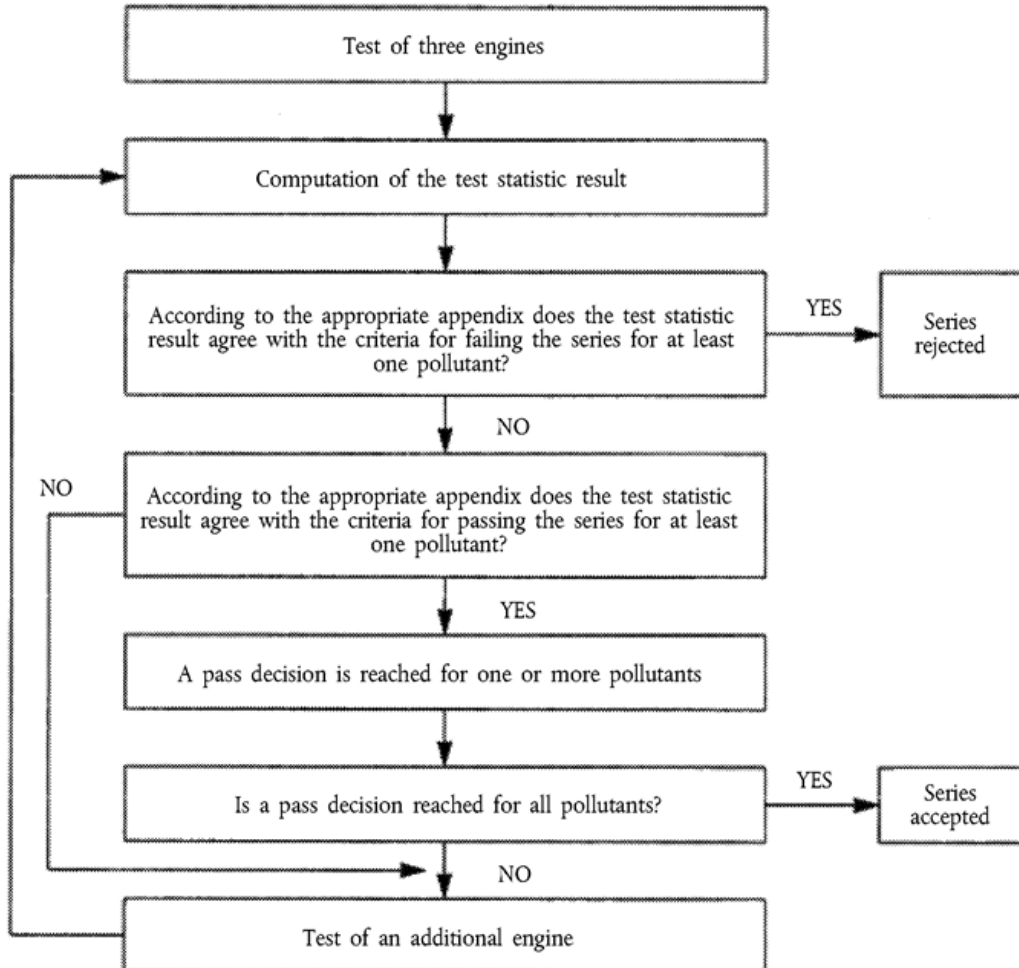 Test of three engines
Computation of the test statistic result
According to the appropriate appendix does the test statistic
result agree with the criteria for failing the series for at least
one pollutant?
YES
Series
rejected
NO
NO
According to the appropriate appendix does the test statistic
result agree with the criteria for passing the series for at least
one pollutant?
YES
A pass decision is reached for one or more pollutants
Is a pass decision reached for all pollutants?
YES
Series
accepted
NO
Test of an additional engine